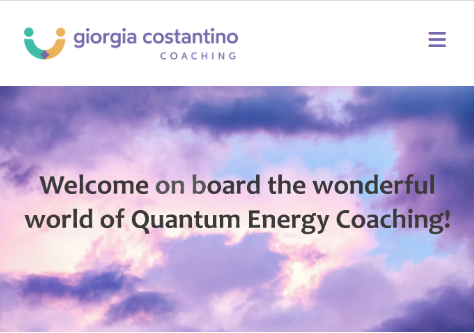 giorgia costantino
COACHING
Welcome on board the wonderful
world of Quantum Energy Coaching!